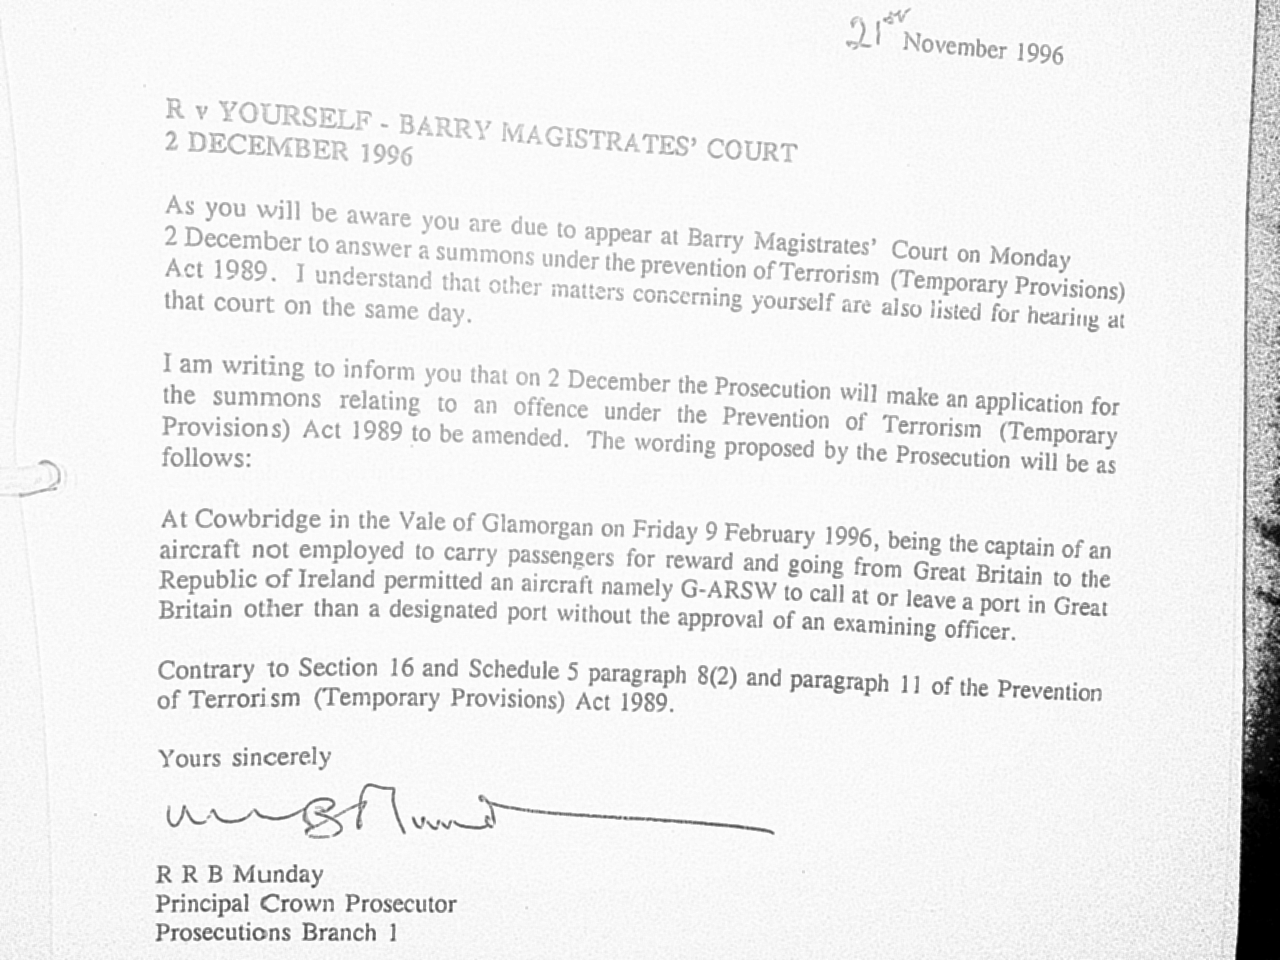 21st November 1996
R v YOURSELF - BARRY MAGISTRATES' COURT
2 DECEMBER 1996
As you will be aware you are due to appear at Barry Magistrates' Court on Monday
2 December to answer a summons under the prevention of Terrorism (Temporary Provisions)
Act 1989. I understand that other matters concerning yourself are also listed for hearing at
that court on the same day.
I am writing to inform you that on 2 December the Prosecution will make an application for
the summons relating to an offence under the Prevention of Terrorism (Temporary
Provisions) Act 1989 to be amended. The wording proposed by the Prosecution will be as
follows:
At Cowbridge in the Vale of Glamorgan on Friday 9 February 1996, being the captain of an
aircraft not employed to carry passengers for reward and going from Great Britain to the
Republic of Ireland permitted an aircraft namely G-ARSW to call at or leave a port in Great
Britain other than a designated port without the approval of an examining officer.
Contrary to Section 16 and Schedule 5 paragraph 8(2) and paragraph 11 of the Prevention
of Terrorism (Temporary Provisions) Act 1989.
Yours sincerely
R R B Munday
Principal Crown Prosecutor
Prosecutions Branch 1